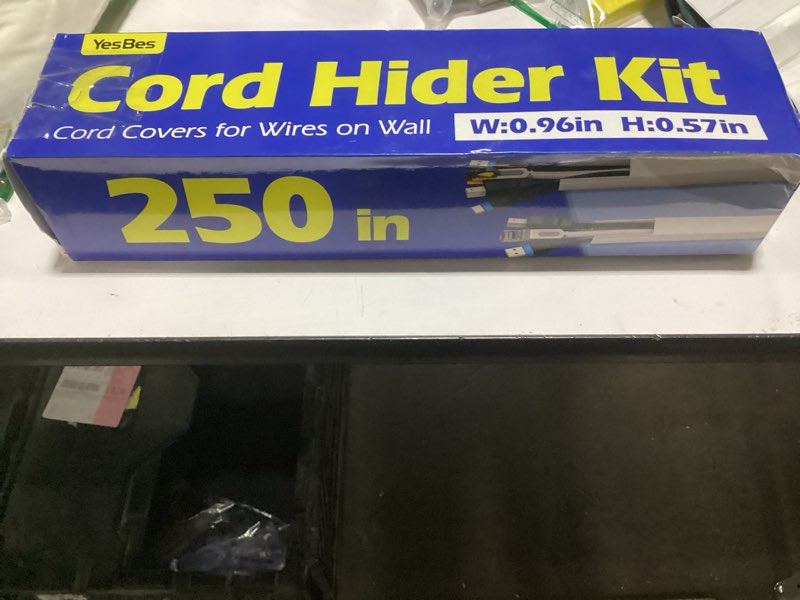 YesBes
Cord Hider Kit
Cord Covers for Wires on Wall
W:0.96in H:0.57in
250 in